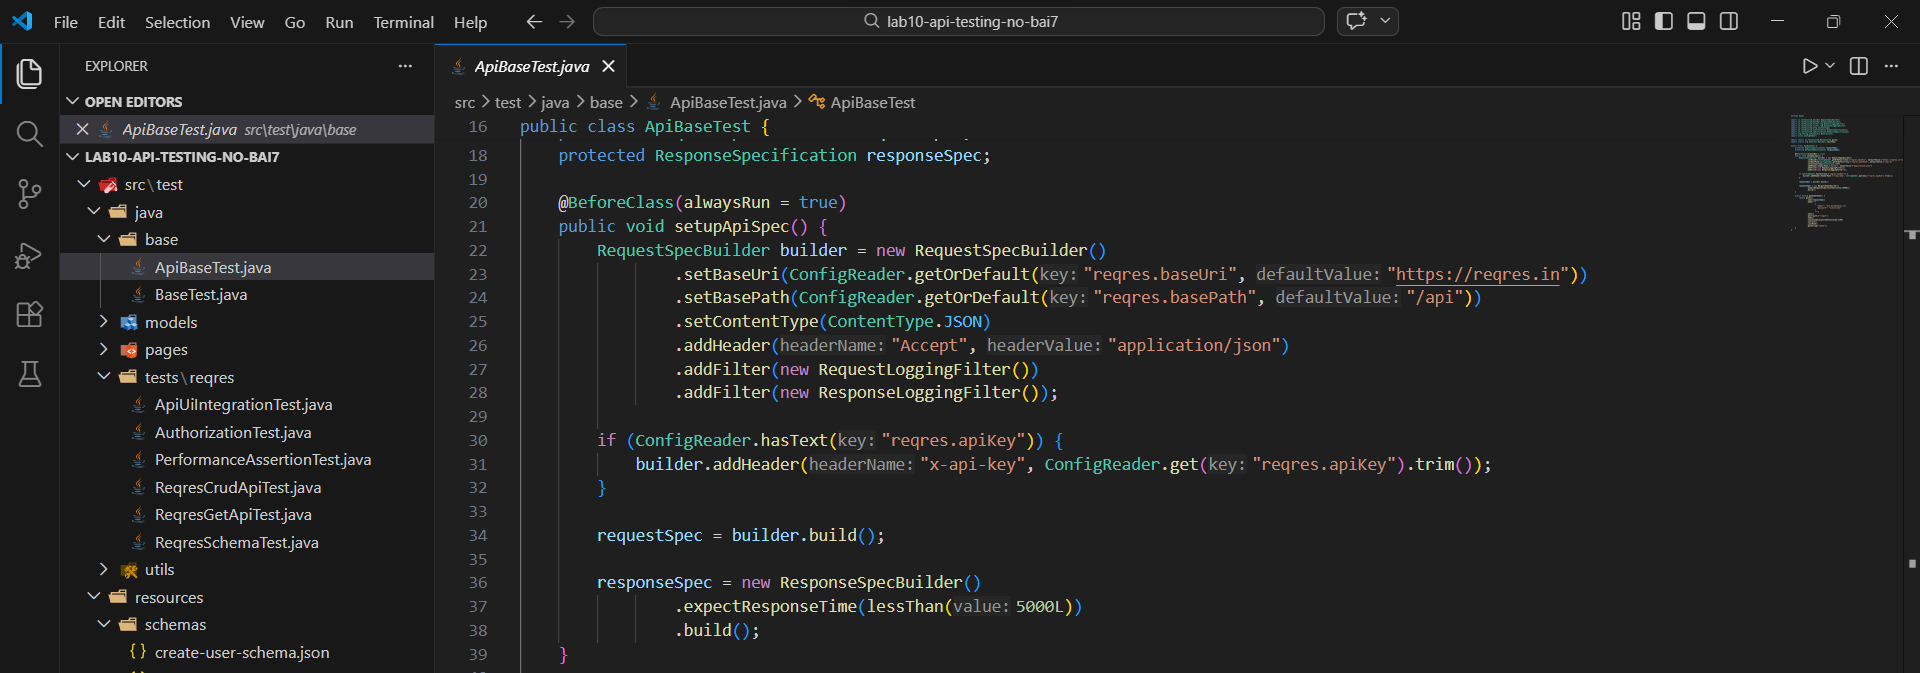 File Edit Selection View Go Run Terminal Help
lab10-api-testing-no-bai7
EXPLORER
OPEN EDITORS
ApiBaseTest.java src\test\java\base
LAB10-API-TESTING-NO-BAI7
src\test
java
base
ApiBaseTest.java
BaseTest.java
models
pages
tests\reqres
ApiUiIntegrationTest.java
AuthorizationTest.java
PerformanceAssertionTest.java
ReqresCrudApiTest.java
ReqresGetApiTest.java
ReqresSchemaTest.java
utils
resources
schemas
{} create-user-schema.json
ApiBaseTest.java
src > test > java > base > ApiBaseTest.java > ApiBaseTest
16 public class ApiBaseTest {
18 protected ResponseSpecification responseSpec;
19
20 @BeforeClass(alwaysRun = true)
21 public void setupApiSpec() {
22 RequestSpecBuilder builder = new RequestSpecBuilder()
23 .setBaseUri(ConfigReader.getOrDefault(key: "reqres.baseUri", defaultValue: "https://reqres.in"))
24 .setBasePath(ConfigReader.getOrDefault(key: "reqres.basePath", defaultValue: "/api"))
25 .setContentType(ContentType.JSON)
26 .addHeader(headerName: "Accept", headerValue: "application/json")
27 .addFilter(new RequestLoggingFilter())
28 .addFilter(new ResponseLoggingFilter());
29
30 if (ConfigReader.hasText(key: "reqres.apiKey")) {
31 builder.addHeader(headerName: "x-api-key", ConfigReader.get(key: "reqres.apiKey").trim());
32 }
33
34 requestSpec = builder.build();
35
36 responseSpec = new ResponseSpecBuilder()
37 .expectResponseTime(lessThan(value: 5000L))
38 .build();
39 }